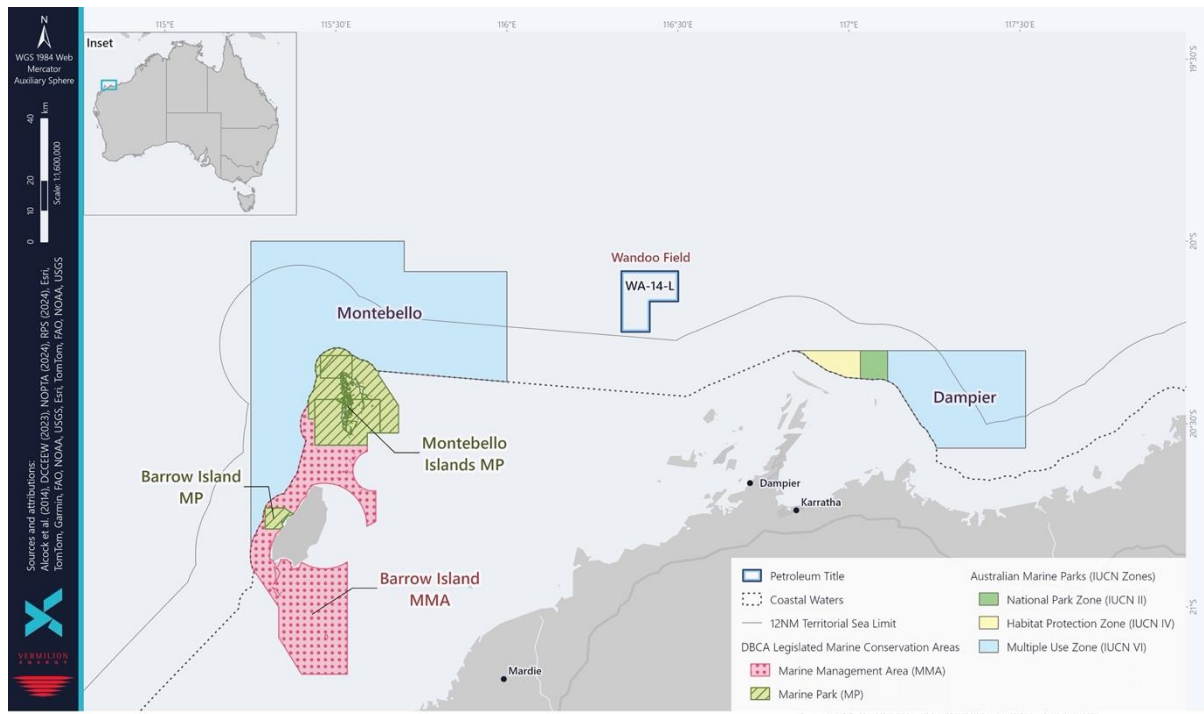 N
WGS 1984 Web
Mercator
Auxiliary Sphere
40
km
20
10
0
Scale: 1:1,600,000
Sources and attributions:
Alcock et al. (2014), DCCEEW (2023), NOPTA (2024), RPS (2024), Esri,
TomTom, Garmin, FAO, NOAA, USGS, Esri, TomTom, FAO, NOAA, USGS
VERMILION
ENERGY
115°E
115°30'E
116°E
116°30'E
117°E
117°30'E
19°30'S
20°S
20°30'S
21°S
Inset
Wandoo Field
WA-14-L
Montebello
Dampier
Montebello
Islands MP
Barrow Island
MP
Barrow Island
MMA
Dampier
Karratha
Mardie
Petroleum Title
Coastal Waters
12NM Territorial Sea Limit
DBCA Legislated Marine Conservation Areas
Marine Management Area (MMA)
Marine Park (MP)
Australian Marine Parks (IUCN Zones)
National Park Zone (IUCN II)
Habitat Protection Zone (IUCN IV)
Multiple Use Zone (IUCN VI)